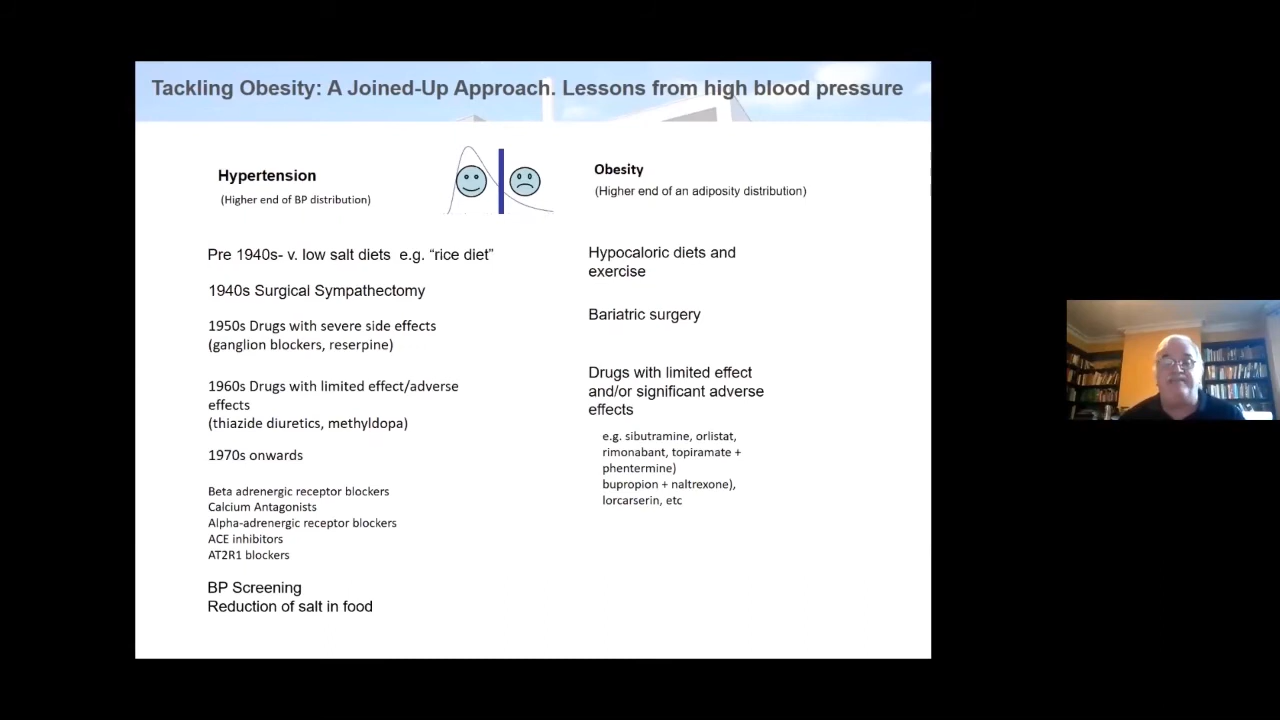 Tackling Obesity: A Joined-Up Approach. Lessons from high blood pressure
Hypertension
(Higher end of BP distribution)
Pre 1940s- v. low salt diets e.g. “rice diet”
1940s Surgical Sympathectomy
1950s Drugs with severe side effects
(ganglion blockers, reserpine)
1960s Drugs with limited effect/adverse
effects
(thiazide diuretics, methyldopa)
1970s onwards
Beta adrenergic receptor blockers
Calcium Antagonists
Alpha-adrenergic receptor blockers
ACE inhibitors
AT2R1 blockers
BP Screening
Reduction of salt in food
Obesity
(Higher end of an adiposity distribution)
Hypocaloric diets and
exercise
Bariatric surgery
Drugs with limited effect
and/or significant adverse
effects
e.g. sibutramine, orlistat,
rimonabant, topiramate +
phentermine)
bupropion + naltrexone),
lorcarserin, etc